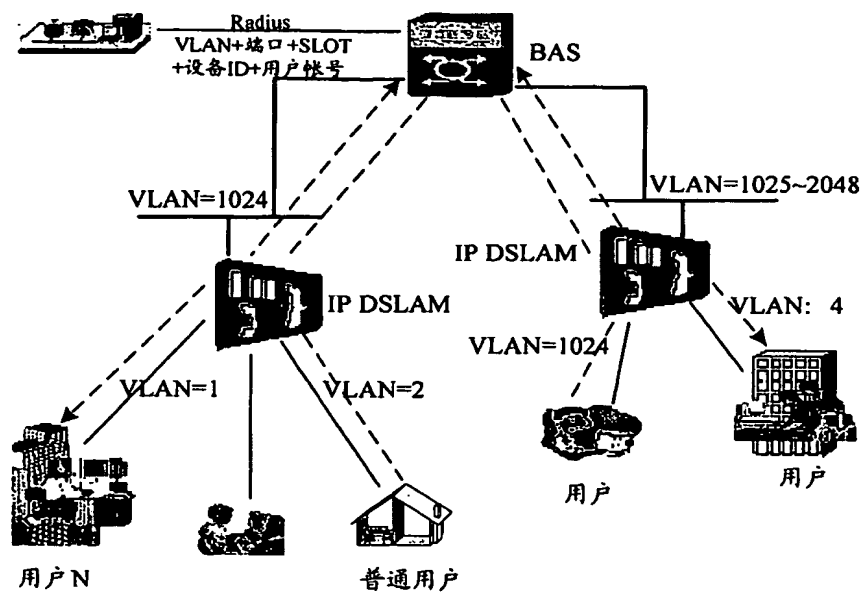 Radius
VLAN+端口+SLOT
+设备ID+用户帐号
BAS
VLAN=1024
VLAN=1025~2048
IP DSLAM
IP DSLAM
VLAN: 4
VLAN=1024
VLAN=1
VLAN=2
用户
用户
用户N
普通用户